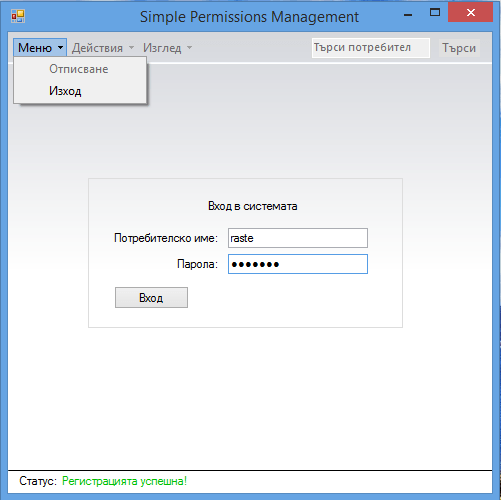 Simple Permissions Management
Меню Действия Изглед Търси потребител Търси
Отписване
Изход
Вход в системата
Потребителско име: raste
Парола: ●●●●●●●
Вход
Статус: Регистрацията успешна!